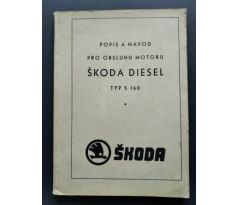 POPIS A NAVOD
PRO OBSLUHU MOTORU
ŠKODA DIESEL
TYP S 160
ŠKODA